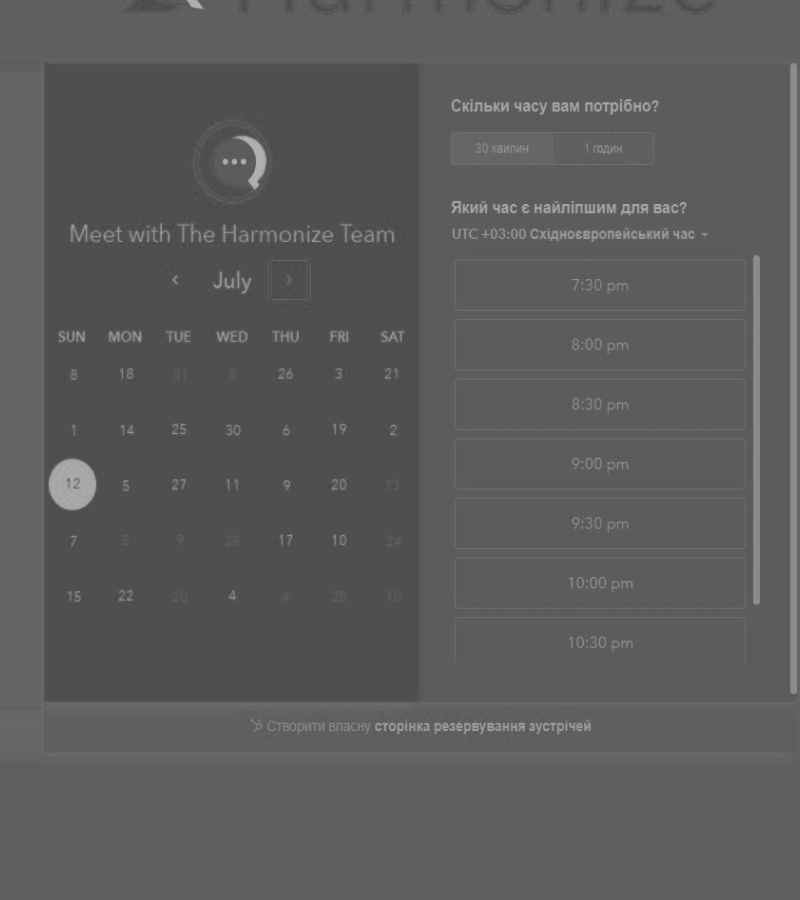 Harmonize
Meet with The Harmonize Team
July
SUN MON TUE WED THU FRI SAT
8 18 31 8 26 3 21
1 14 25 30 6 19 2
12 5 27 11 9 20 13
7 5 9 25 17 10 24
15 22 20 4 4 28 18
Скільки часу вам потрібно?
30 хвилин 1 годин
Який час є найліпшим для вас?
UTC +03:00 Східноєвропейський час
7:30 pm
8:00 pm
8:30 pm
9:00 pm
9:30 pm
10:00 pm
10:30 pm
Створити власну сторінка резервування зустрічей